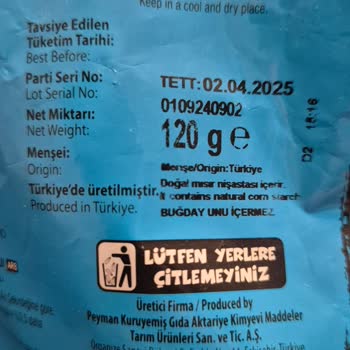 Keep in a cool and dry place.
Tavsiye Edilen
Tüketim Tarihi:
Best Before:
TETT: 02.04.2025
Parti Seri No:
Lot Serial No:
0109240902
Net Miktarı:
Net Weight:
120 g e
D2 16:16
Menşei:
Origin:
Menşe/Origin: Türkiye
Türkiye'de üretilmiştir.
Produced in Türkiye.
Doğal mısır nişastası içerir.
contains natural corn starch
BUĞDAY UNU İÇERMEZ
LÜTFEN YERLERE
ÇİTLEMEYİNİZ
Üretici Firma / Produced by
Peyman Kuruyemiş Gıda Aktariye Kimyevi Maddeler
Tarım Ürünleri San. ve Tic. A.Ş.